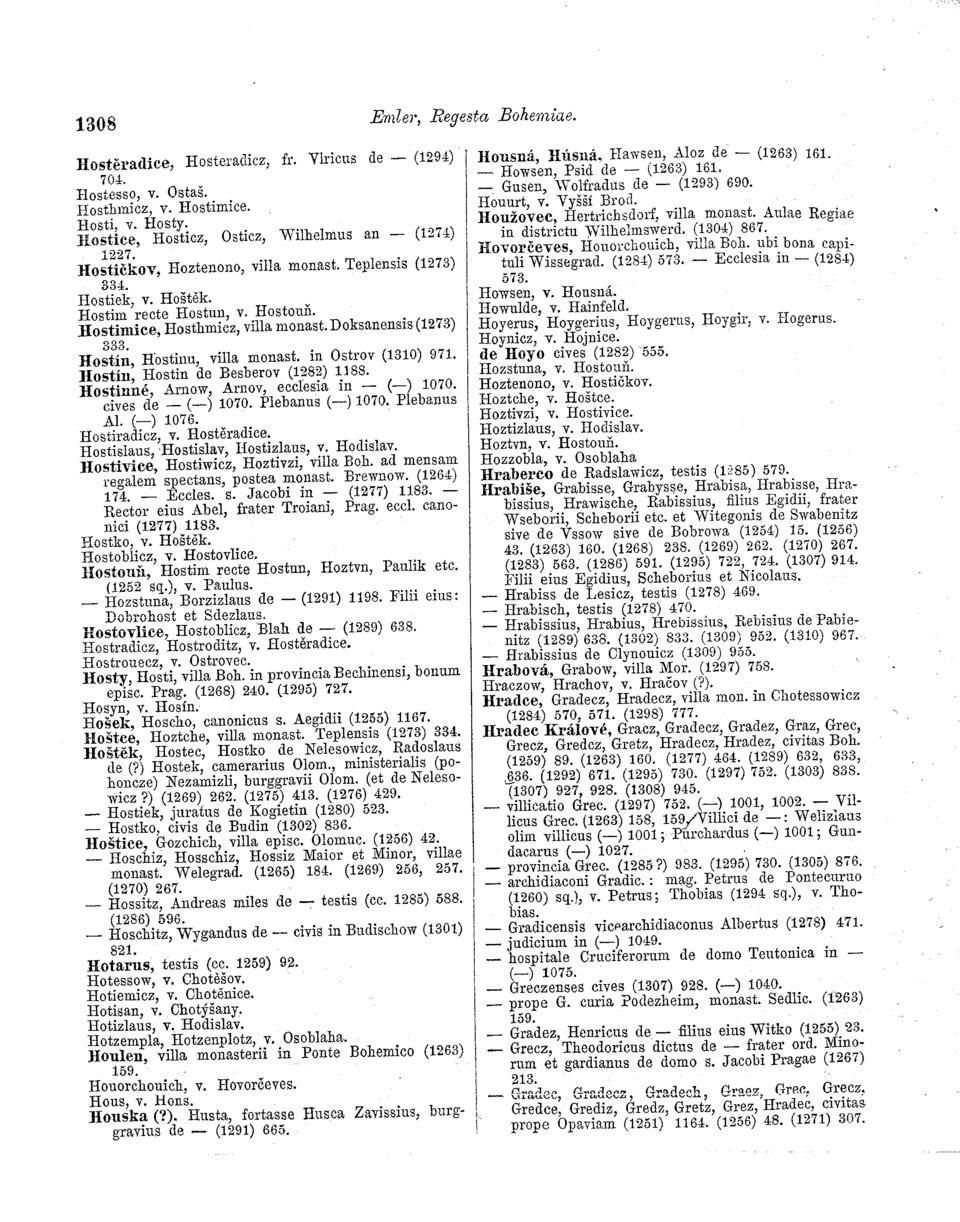 1308
Emler, Regesta Bohemiae.
Hostěradice, Hosteradicz, fr. Vlricus de — (1294)
704.
Hostesso, v. Ostaš.
Hosthmicz, v. Hostimice.
Hosti, v. Hosty.
Hostice, Hosticz, Osticz, Wilhelmus an — (1274)
1227.
Hostičkov, Hoztenono, villa monast. Teplensis (1273)
334.
Hostiek, v. Hoštěk.
Hostim recte Hostun, v. Hostouň.
Hostimice, Hosthmicz, villa monast. Doksanensis (1273)
333.
Hostín, Hostinu, villa monast. in Ostrov (1310) 971.
Hostín, Hostin de Besberov (1282) 1188.
Hostinné, Arnow, Arnov, ecclesia in — (—) 1070.
cives de — (—) 1070. Plebanus (—) 1070. Plebanus
Al. (—) 1076.
Hostiradicz, v. Hostěradice.
Hostislaus, Hostislav, Hostizlaus, v. Hodislav.
Hostivice, Hostiwicz, Hoztivzi, villa Boh. ad mensam
regalem spectans, postea monast. Brewnow. (1264)
174. — Eccles. s. Jacobi in — (1277) 1183. —
Rector eius Abel, frater Troiani, Prag. eccl. cano-
nici (1277) 1183.
Hostko, v. Hoštěk.
Hostoblicz, v. Hostovlice.
Hostouň, Hostim recte Hostun, Hoztvn, Paulik etc.
(1252 sq.), v. Paulus.
— Hozstuna, Borzizlaus de — (1291) 1198. Filii eius:
Dobrohost et Sdezlaus.
Hostovlice, Hostoblicz, Blah de — (1289) 638.
Hostradicz, Hostroditz, v. Hostěradice.
Hostrouecz, v. Ostrovec.
Hosty, Hosti, villa Boh. in provincia Bechinensi, bonum
episc. Prag. (1268) 240. (1295) 727.
Hosyn, v. Hosín.
Hošek, Hoscho, canonicus s. Aegidii (1255) 1167.
Hoštce, Hoztche, villa monast. Teplensis (1273) 334.
Hoštěk, Hostec, Hostko de Nelesowicz, Radoslaus
de (?) Hostek, camerarius Olom., ministerialis (po-
honcze) Nezamizli, burggravii Olom. (et de Neleso-
wicz ?) (1269) 262. (1275) 413. (1276) 429.
— Hostiek, juratus de Kogietin (1280) 523.
— Hostko, civis de Budin (1302) 836.
Hoštice, Gozchich, villa episc. Olomuc. (1256) 42.
— Hoschiz, Hosschiz, Hossiz Maior et Minor, villae
monast. Welegrad. (1265) 184. (1269) 256, 257.
(1270) 267.
— Hossitz, Andreas miles de — testis (cc. 1285) 588.
(1286) 596.
— Hoschitz, Wygandus de — civis in Budischow (1301)
821.
Hotarus, testis (cc. 1259) 92.
Hotessow, v. Chotěšov.
Hotiemicz, v. Chotěnice.
Hotisan, v. Chotýšany.
Hotizlaus, v. Hodislav.
Hotzempla, Hotzenplotz, v. Osoblaha.
Houlen, villa monasterii in Ponte Bohemico (1263)
159.
Houorchouich, v. Hovorčeves.
Hous, v. Hons.
Houska (?). Husta, fortasse Husca Zavissius, burg-
gravius de — (1291) 665.
Housná, Húsná, Hawsen, Aloz de — (1263) 161.
— Howsen, Psid de — (1263) 161.
— Gusen, Wolfradus de — (1293) 690.
Houurt, v. Vyšší Brod.
Houžovec, Hertrichsdorf, villa monast. Aulae Regiae
in districtu Wilhelmswerd. (1304) 867.
Hovorčeves, Houorchouich, villa Boh. ubi bona capi-
tuli Wissegrad. (1284) 573. — Ecclesia in — (1284)
573.
Howsen, v. Housná.
Howulde, v. Hainfeld.
Hoyerus, Hoygerius, Hoygerus, Hoygir, v. Hogerus.
Hoynicz, v. Hojnice.
de Hoyo cives (1282) 555.
Hozstuna, v. Hostouň.
Hoztenono, v. Hostičkov.
Hoztche, v. Hoštce.
Hoztivzi, v. Hostivice.
Hoztizlaus, v. Hodislav.
Hoztvn, v. Hostouň.
Hozzobla, v. Osoblaha
Hraberco de Radslawicz, testis (1285) 579.
Hrabiše, Grabisse, Grabysse, Hrabisa, Hrabisse, Hra-
bissius, Hrawische, Rabissius, filius Egidii, frater
Wseborii, Scheborii etc. et Witegonis de Swabenitz
sive de Vssow sive de Bobrowa (1254) 15. (1256)
43. (1263) 160. (1268) 238. (1269) 262. (1270) 267.
(1283) 563. (1286) 591. (1295) 722, 724. (1307) 914.
Filii eius Egidius, Scheborius et Nicolaus.
— Hrabiss de Lesicz, testis (1278) 469.
— Hrabisch, testis (1278) 470.
— Hrabissius, Hrabius, Hrebissius, Rebisius de Pabie-
nitz (1289) 638. (1302) 833. (1309) 952. (1310) 967.
— Hrabissius de Clynouicz (1309) 955.
Hrabová, Grabow, villa Mor. (1297) 758.
Hraczow, Hrachov, v. Hračov (?).
Hradce, Gradecz, Hradecz, villa mon. in Chotessowicz
(1284) 570, 571. (1298) 777.
Hradec Králové, Gracz, Gradecz, Gradez, Graz, Grec,
Grecz, Gredcz, Gretz, Hradecz, Hradez, civitas Boh.
(1259) 89. (1263) 160. (1277) 464. (1289) 632, 633,
636. (1292) 671. (1295) 730. (1297) 752. (1303) 838.
(1307) 927, 928. (1308) 945.
— villicatio Grec. (1297) 752. (—) 1001, 1002. — Vil-
licus Grec. (1263) 158, 159, Villici de —: Welizlaus
olim villicus (—) 1001; Purchardus (—) 1001; Gun-
dacarus (—) 1027.
— provincia Grec. (1285 ?) 983. (1295) 730. (1305) 876.
— archidiaconi Gradic.: mag. Petrus de Pontecuruo
(1260) sq.), v. Petrus; Thobias (1294 sq.), v. Tho-
bias.
— Gradicensis vicearchidiaconus Albertus (1278) 471.
— judicium in (—) 1049.
— hospitale Cruciferorum de domo Teutonica in —
(—) 1075.
— Greczenses cives (1307) 928. (—) 1040.
— prope G. curia Podezheim, monast. Sedlic. (1263)
159.
— Gradez, Henricus de — filius eius Witko (1255) 23.
— Grecz, Theodoricus dictus de — frater ord. Mino-
rum et gardianus de domo s. Jacobi Pragae (1267)
213.
— Gradec, Gradecz, Gradech, Graez, Grec, Grecz,
Gredce, Grediz, Gredz, Gretz, Grez, Hradec, civitas
prope Opaviam (1251) 1164. (1256) 48. (1271) 307.